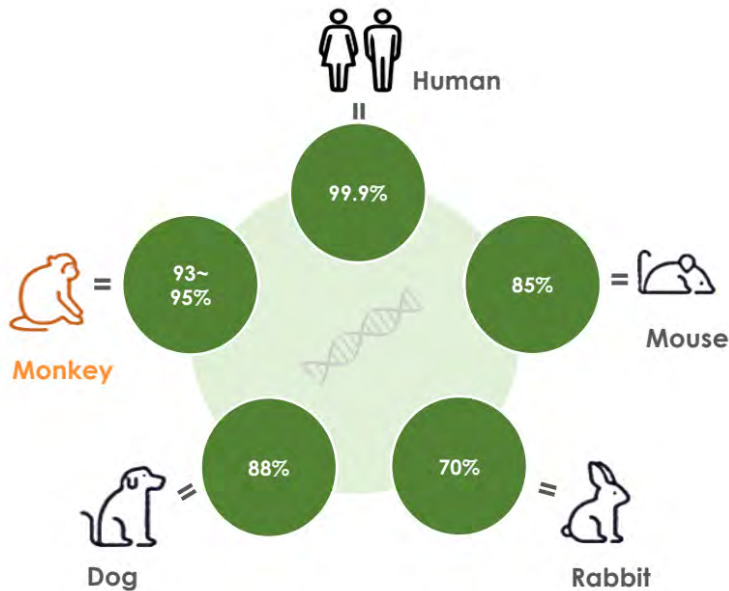 Human
99.9%
93~
95%
85%
Monkey
Mouse
88%
70%
Dog
Rabbit